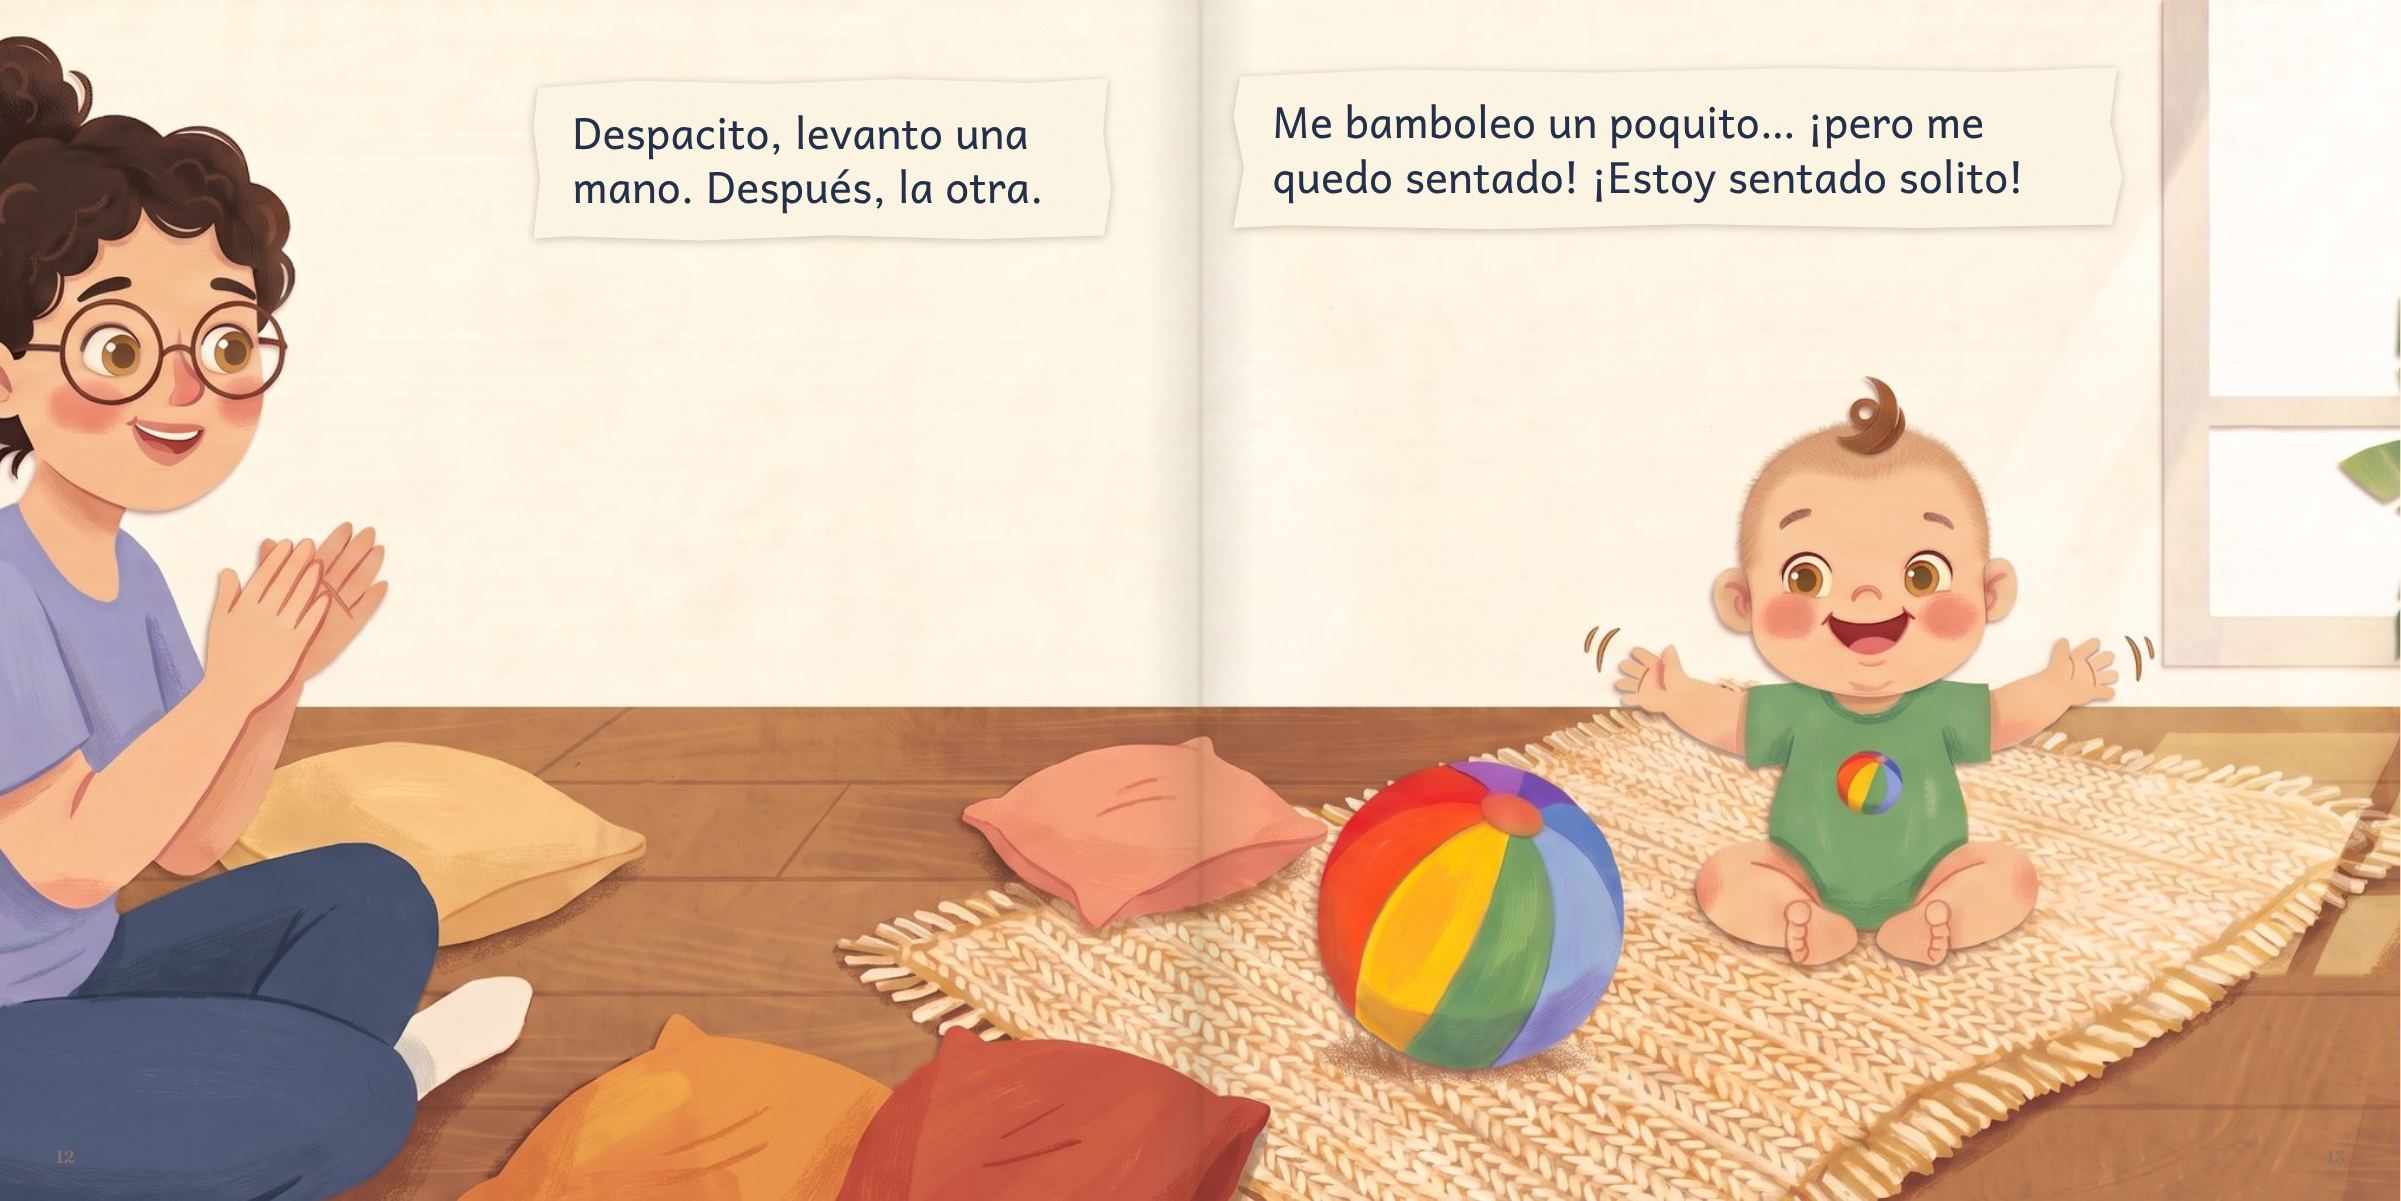 Despacito, levanto una
mano. Después, la otra.
Me bamboleo un poquito... ¡pero me
quedo sentado! ¡Estoy sentado solito!
12
13